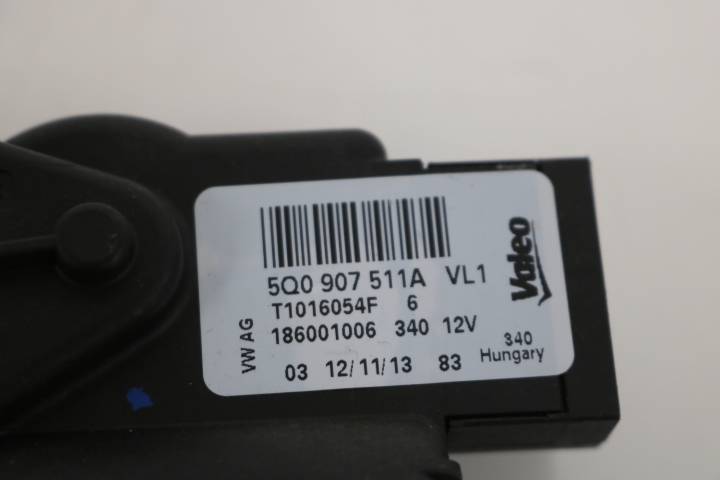 5Q0 907 511A VL1
T1016054F 6
186001006 340 12V
03 12/11/13 83
VW AG
Valeo
340
Hungary